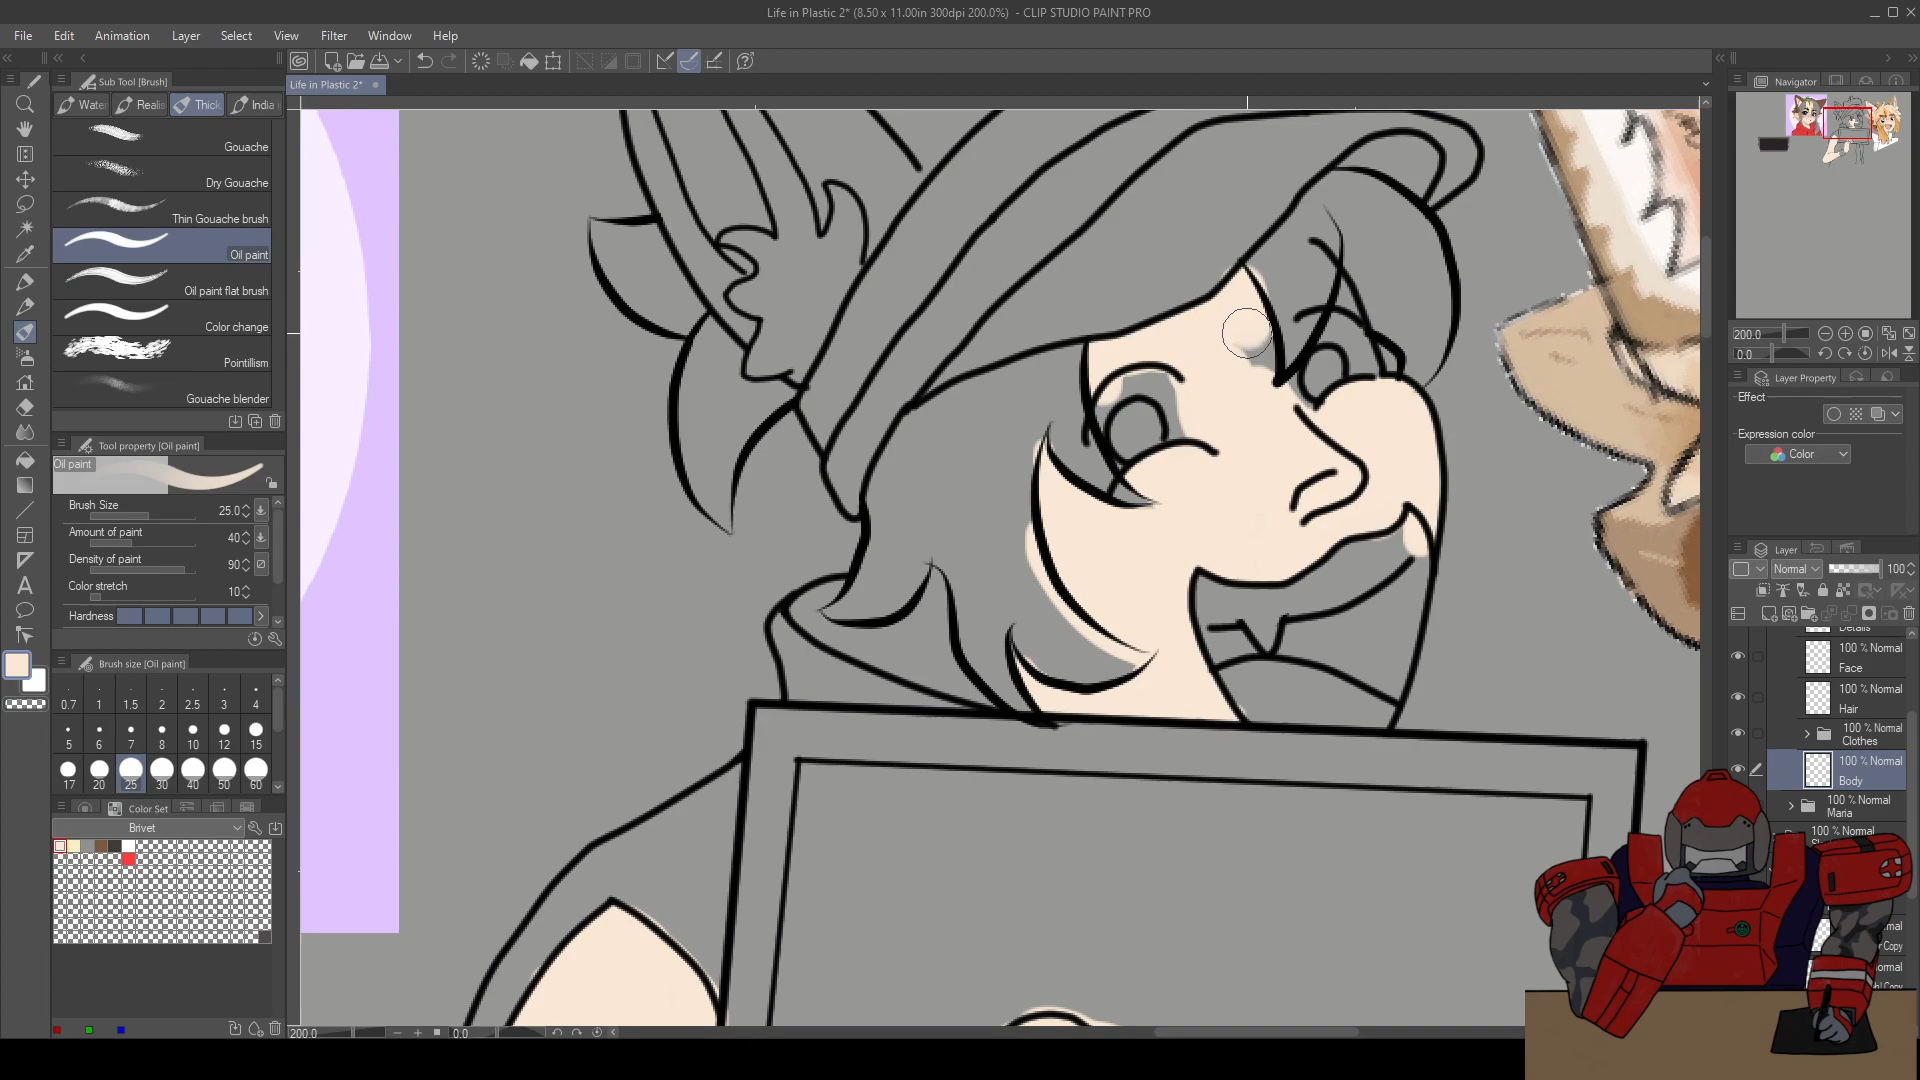 Life in Plastic 2* (8.50 x 11.00in 300dpi 200.0%) - CLIP STUDIO PAINT PRO
File Edit Animation Layer Select View Filter Window Help
Sub Tool [Brush]
Life in Plastic 2*
Navigator
Water
Realis
Thick
India i
Gouache
Dry Gouache
Thin Gouache brush
Oil paint
Oil paint flat brush
Color change
Pointillism
Gouache blender
Tool property [Oil paint]
Oil paint
Brush Size 25.0
Amount of paint 40
Density of paint 90
Color stretch 10
Hardness
Brush size [Oil paint]
0.7 1 1.5 2 2.5 3 4
5 6 7 8 10 12 15
17 20 25 30 40 50 60
Color Set
Brivet
200.0
0.0
200.0
0.0
Layer Property
Effect
Expression color
Color
Layer
Normal 100
Details
100 % Normal
Face
100 % Normal
Hair
100 % Normal
Clothes
100 % Normal
Body
100 % Normal
Maria
100 % Normal